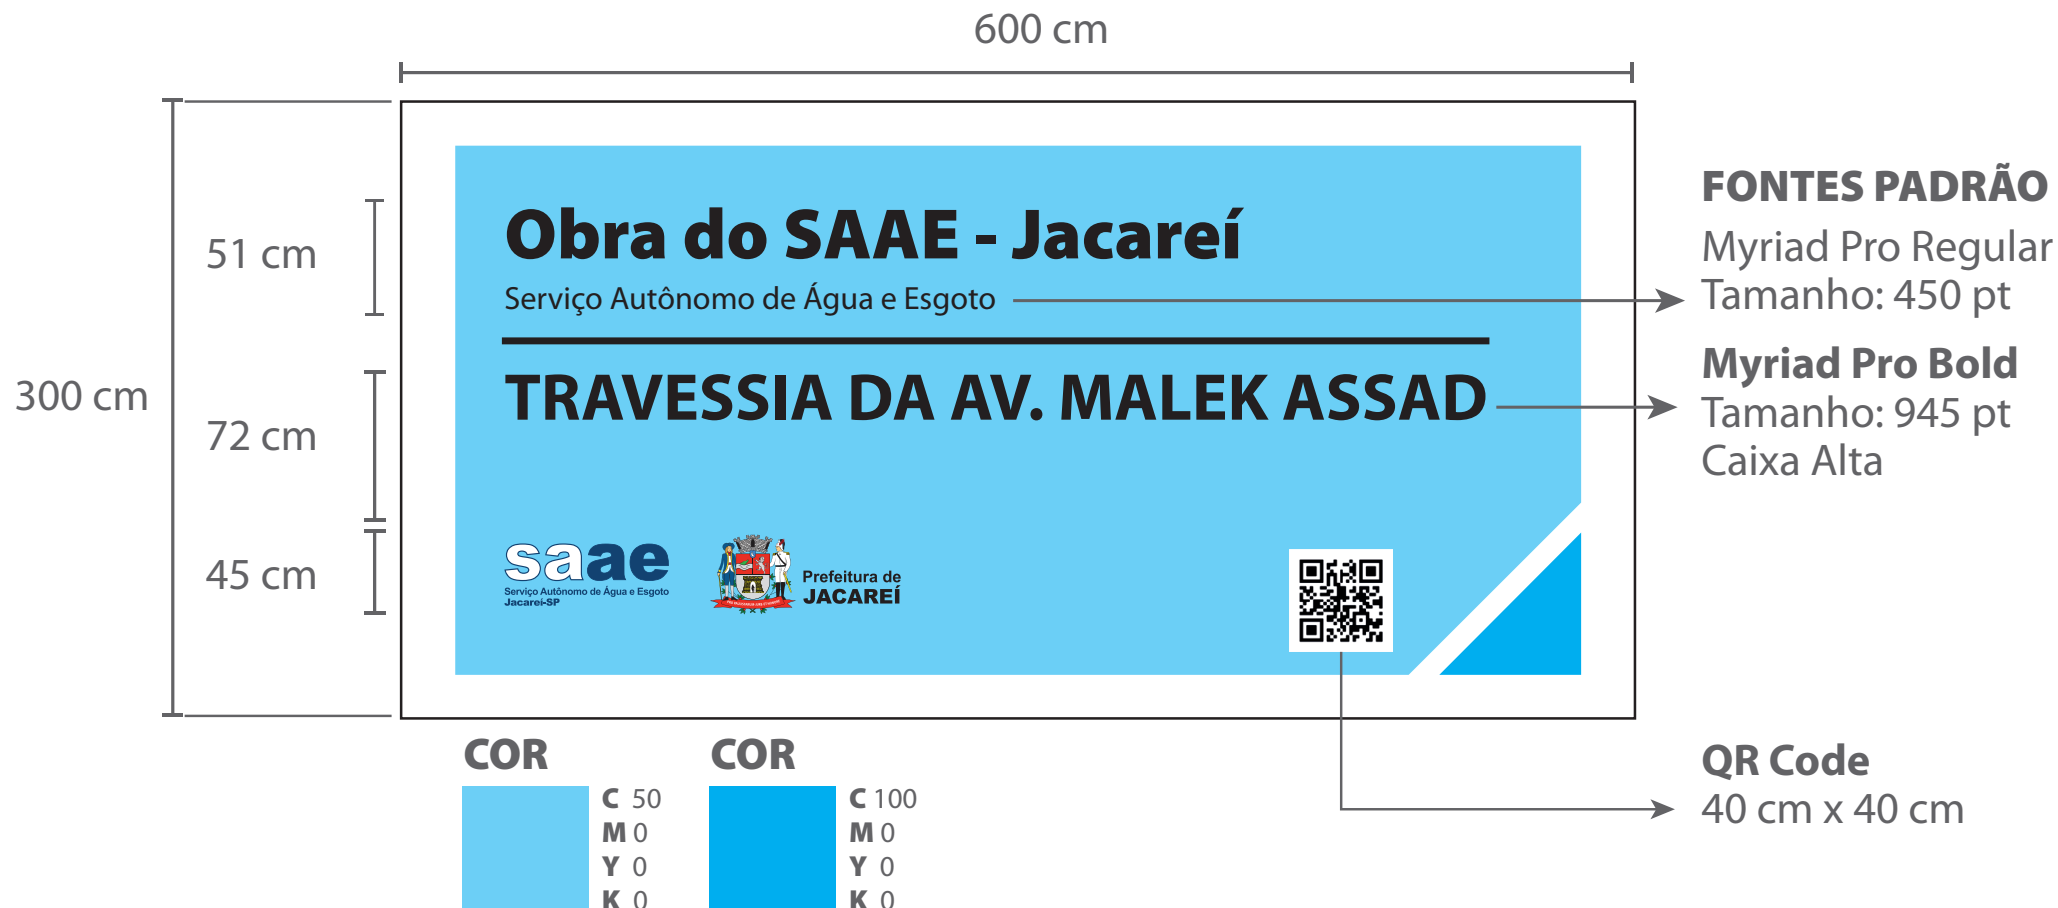 600 cm
300 cm
51 cm
72 cm
45 cm
Obra do SAAE - Jacareí
Serviço Autônomo de Água e Esgoto
TRAVESSIA DA AV. MALEK ASSAD
saae
Serviço Autônomo de Água e Esgoto
Jacareí-SP
Prefeitura de
JACAREÍ
FONTES PADRÃO
Myriad Pro Regular
Tamanho: 450 pt
Myriad Pro Bold
Tamanho: 945 pt
Caixa Alta
QR Code
40 cm x 40 cm
COR
C 50
M 0
Y 0
K 0
COR
C 100
M 0
Y 0
K 0